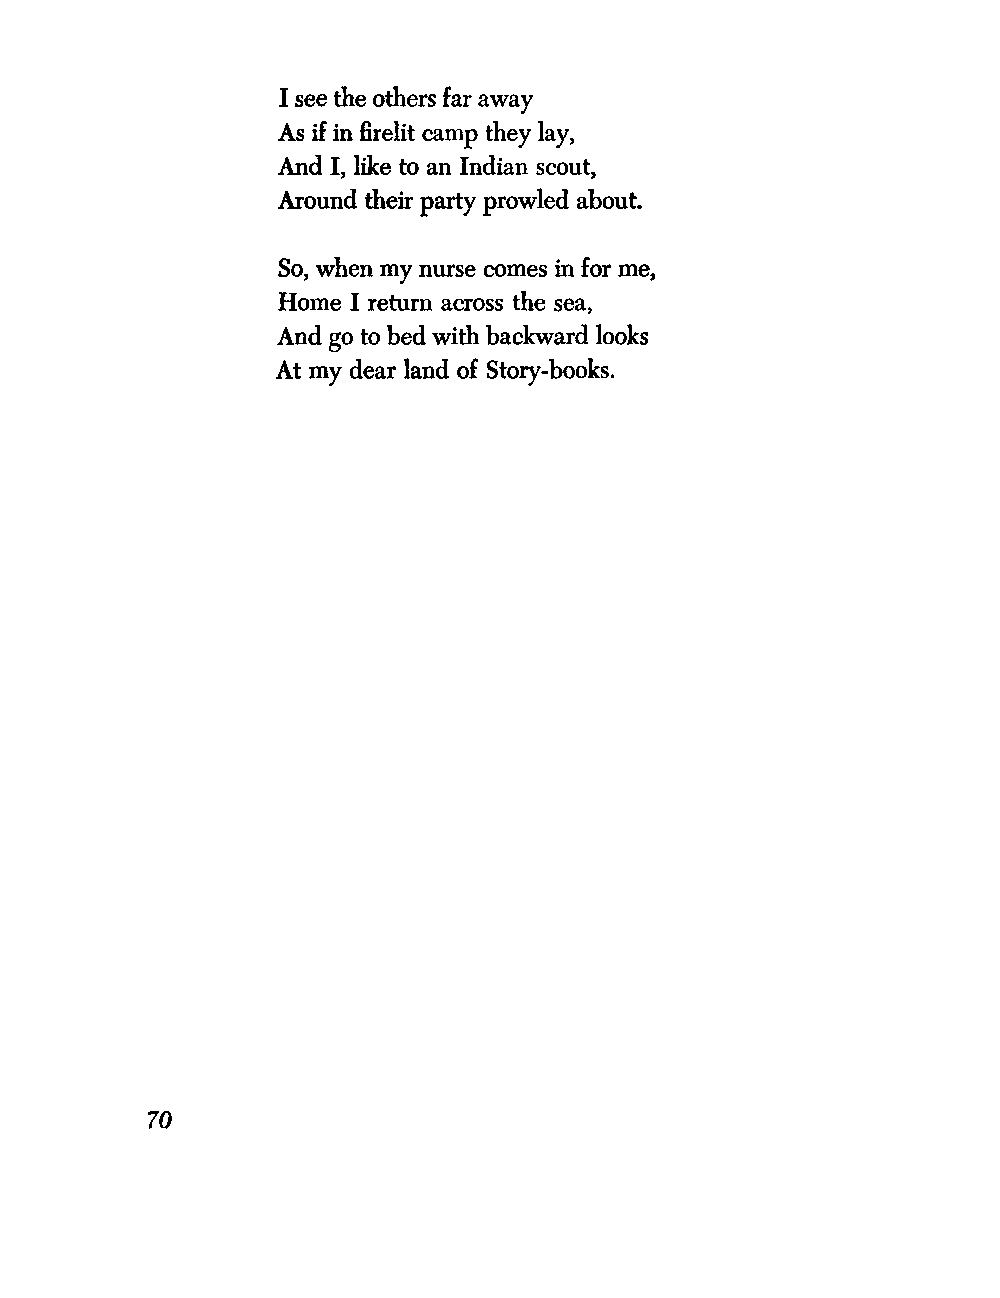 I see the others far away
As if in firelit camp they lay,
And I, like to an Indian scout,
Around their party prowled about.

So, when my nurse comes in for me,
Home I return across the sea,
And go to bed with backward looks
At my dear land of Story-books.

70